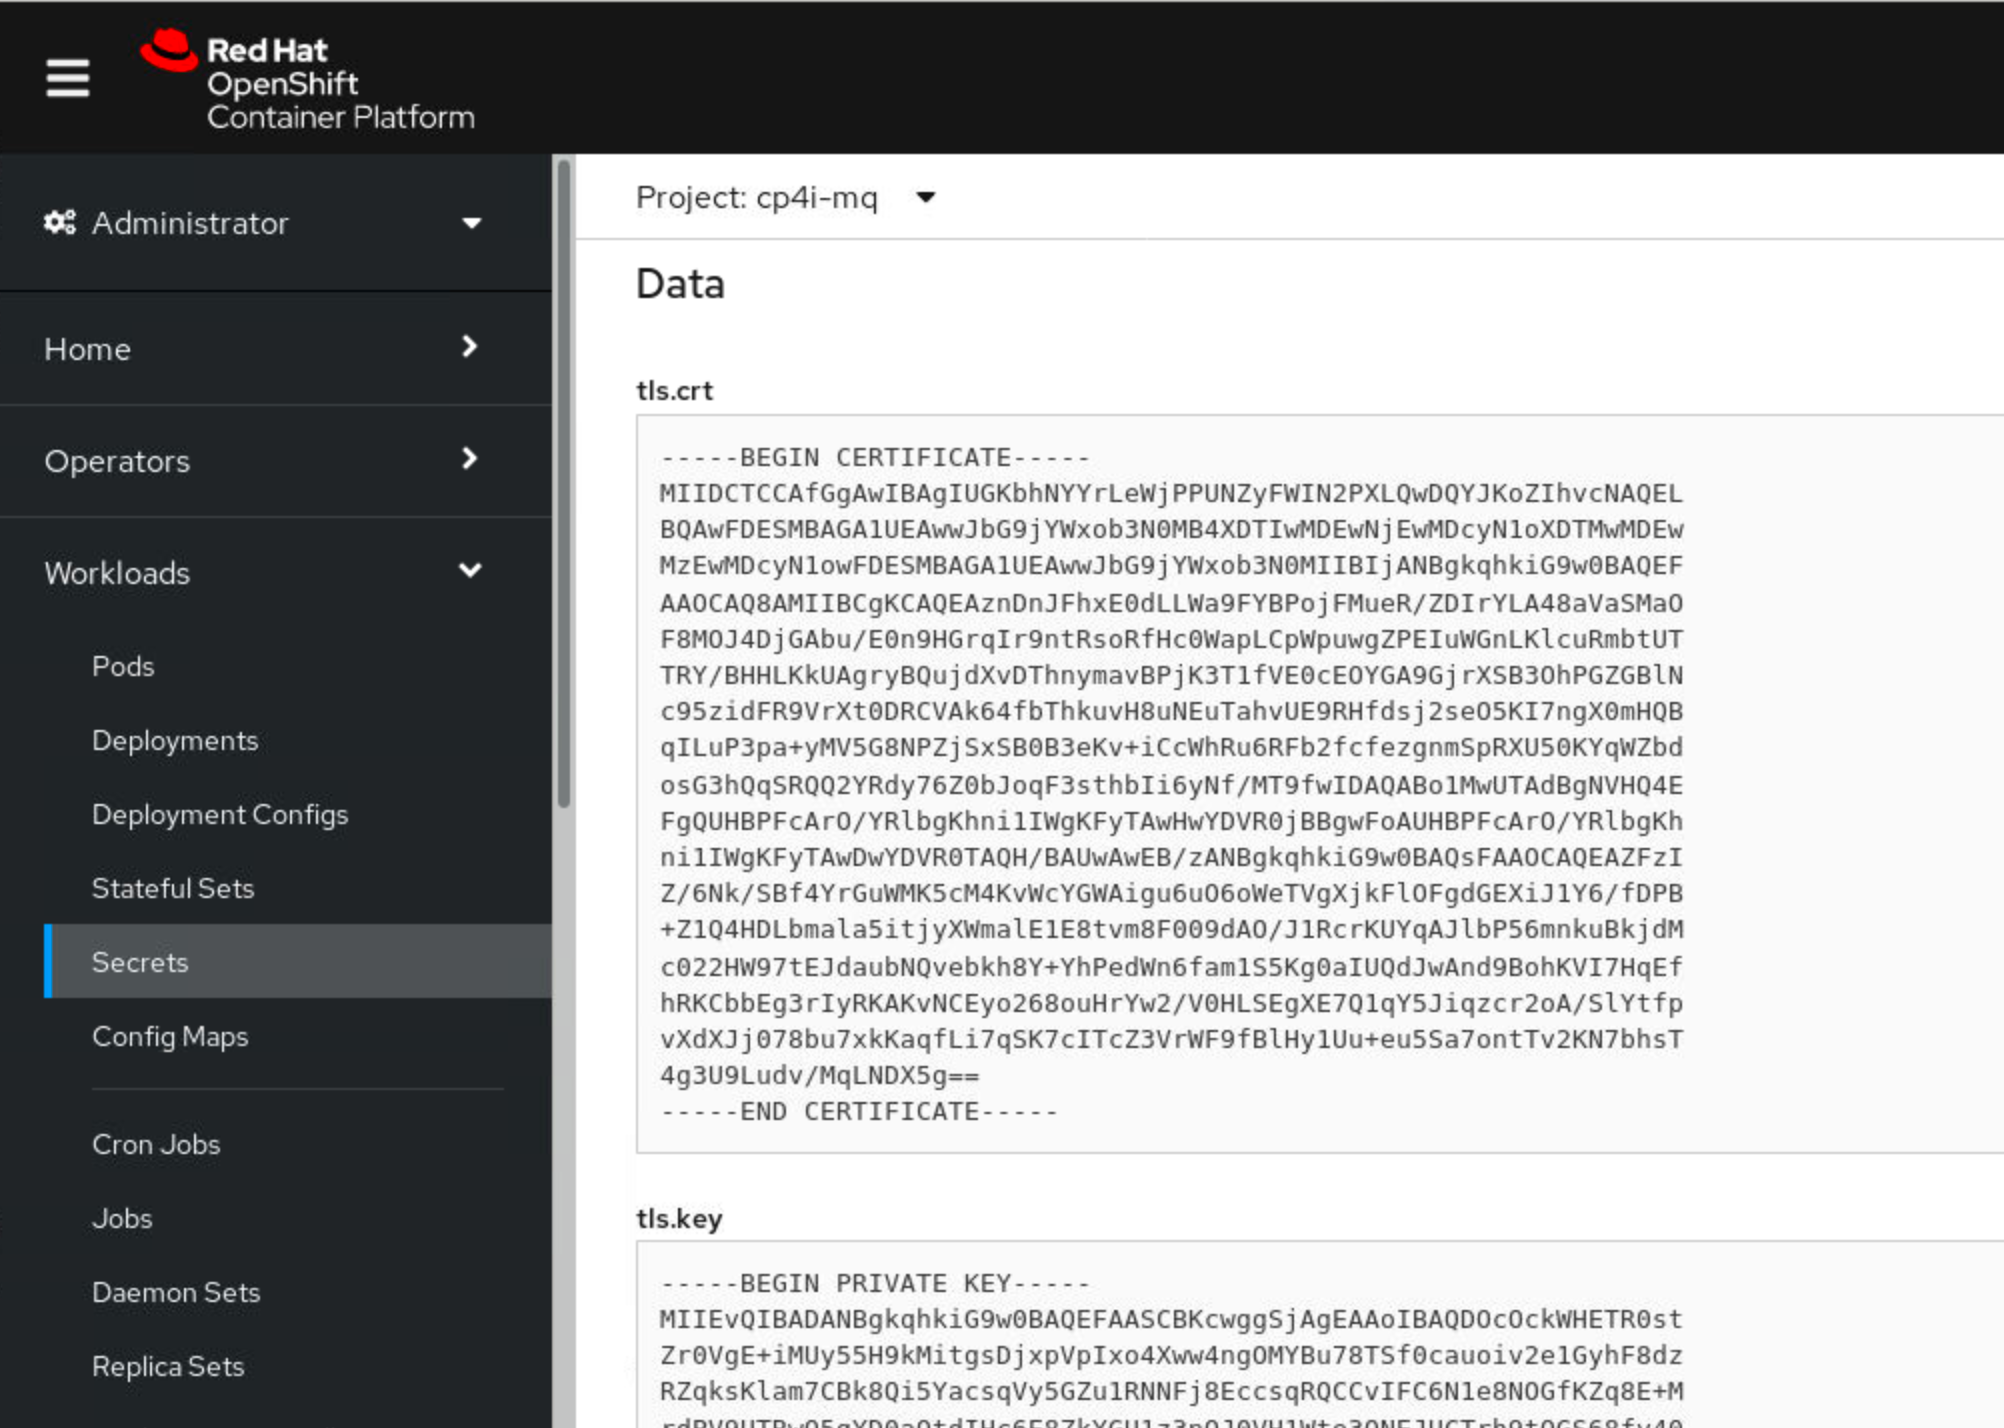 Red Hat
OpenShift
Container Platform
Administrator
Home
Operators
Workloads
Pods
Deployments
Deployment Configs
Stateful Sets
Secrets
Config Maps
Cron Jobs
Jobs
Daemon Sets
Replica Sets
Project: cp4i-mq
Data
tls.crt
-----BEGIN CERTIFICATE-----
MIIDCTCCAfGgAwIBAgIUGKbhNYYrLeWjPPUNZyFWIN2PXLQwDQYJKoZIhvcNAQEL
BQAwFDESMBAGA1UEAwwJbG9jYWxob3N0MB4XDTIwMDEwNjEwMDcyN1oXDTMwMDEw
MzEwMDcyN1owFDESMBAGA1UEAwwJbG9jYWxob3N0MIIBIjANBgkqhkiG9w0BAQEF
AAOCAQ8AMIIBCgKCAQEAznDnJFhxE0dLLWa9FYBPojFMueR/ZDIrYLA48aVaSMaO
F8MOJ4DjGAbu/E0n9HGrqIr9ntRsoRfHc0WapLCpWpuwgZPEIuWGnLKlcuRmbtUT
TRY/BHHLKkUAgryBQujdXvDThnymavBPjK3T1fVE0cEOYGA9GjrXSB3OhPGZGBlN
c95zidFR9VrXt0DRCVAk64fbThkuvH8uNEuTahvUE9RHfdsj2seO5KI7ngX0mHQB
qILuP3pa+yMV5G8NPZjSxSB0B3eKv+iCcWhRu6RFb2fcfezgnmSpRXU50KYqWZbd
osG3hQqSRQQ2YRdy76Z0bJoqF3sthbIi6yNf/MT9fwIDAQABo1MwUTAdBgNVHQ4E
FgQUHBPFcArO/YRlbgKhni1IWgKFyTAwHwYDVR0jBBgwFoAUHBPFcArO/YRlbgKh
ni1IWgKFyTAwDwYDVR0TAQH/BAUwAwEB/zANBgkqhkiG9w0BAQsFAAOCAQEAZFzI
Z/6Nk/SBf4YrGuWMK5cM4KvWcYGWAigu6uO6oWeTVgXjkFlOFgdGEXiJ1Y6/fDPB
+Z1Q4HDLbmala5itjyXWmalE1E8tvm8F009dAO/J1RcrKUYqAJlbP56mnkuBkjdM
c022HW97tEJdaubNQvebkh8Y+YhPedWn6fam1S5Kg0aIUQdJwAnd9BohKVI7HqEf
hRKCbbEg3rIyRKAKvNCEyo268ouHrYw2/V0HLSEgXE7Q1qY5Jiqzcr2oA/SlYtfp
vXdXJj078bu7xkKaqfLi7qSK7cITcZ3VrWF9fBlHy1Uu+eu5Sa7ontTv2KN7bhsT
4g3U9Ludv/MqLNDX5g==
-----END CERTIFICATE-----
tls.key
-----BEGIN PRIVATE KEY-----
MIIEvQIBADANBgkqhkiG9w0BAQEFAASCBKcwggSjAgEAAoIBAQDOcOckWHETR0st
Zr0VgE+iMUy55H9kMitgsDjxpVpIxo4Xww4ngOMYBu78TSf0cauoiv2e1GyhF8dz
RZqksKlam7CBk8Qi5YacsqVy5GZu1RNNFj8EccsqRQCCvIFC6N1e8NOGfKZq8E+M